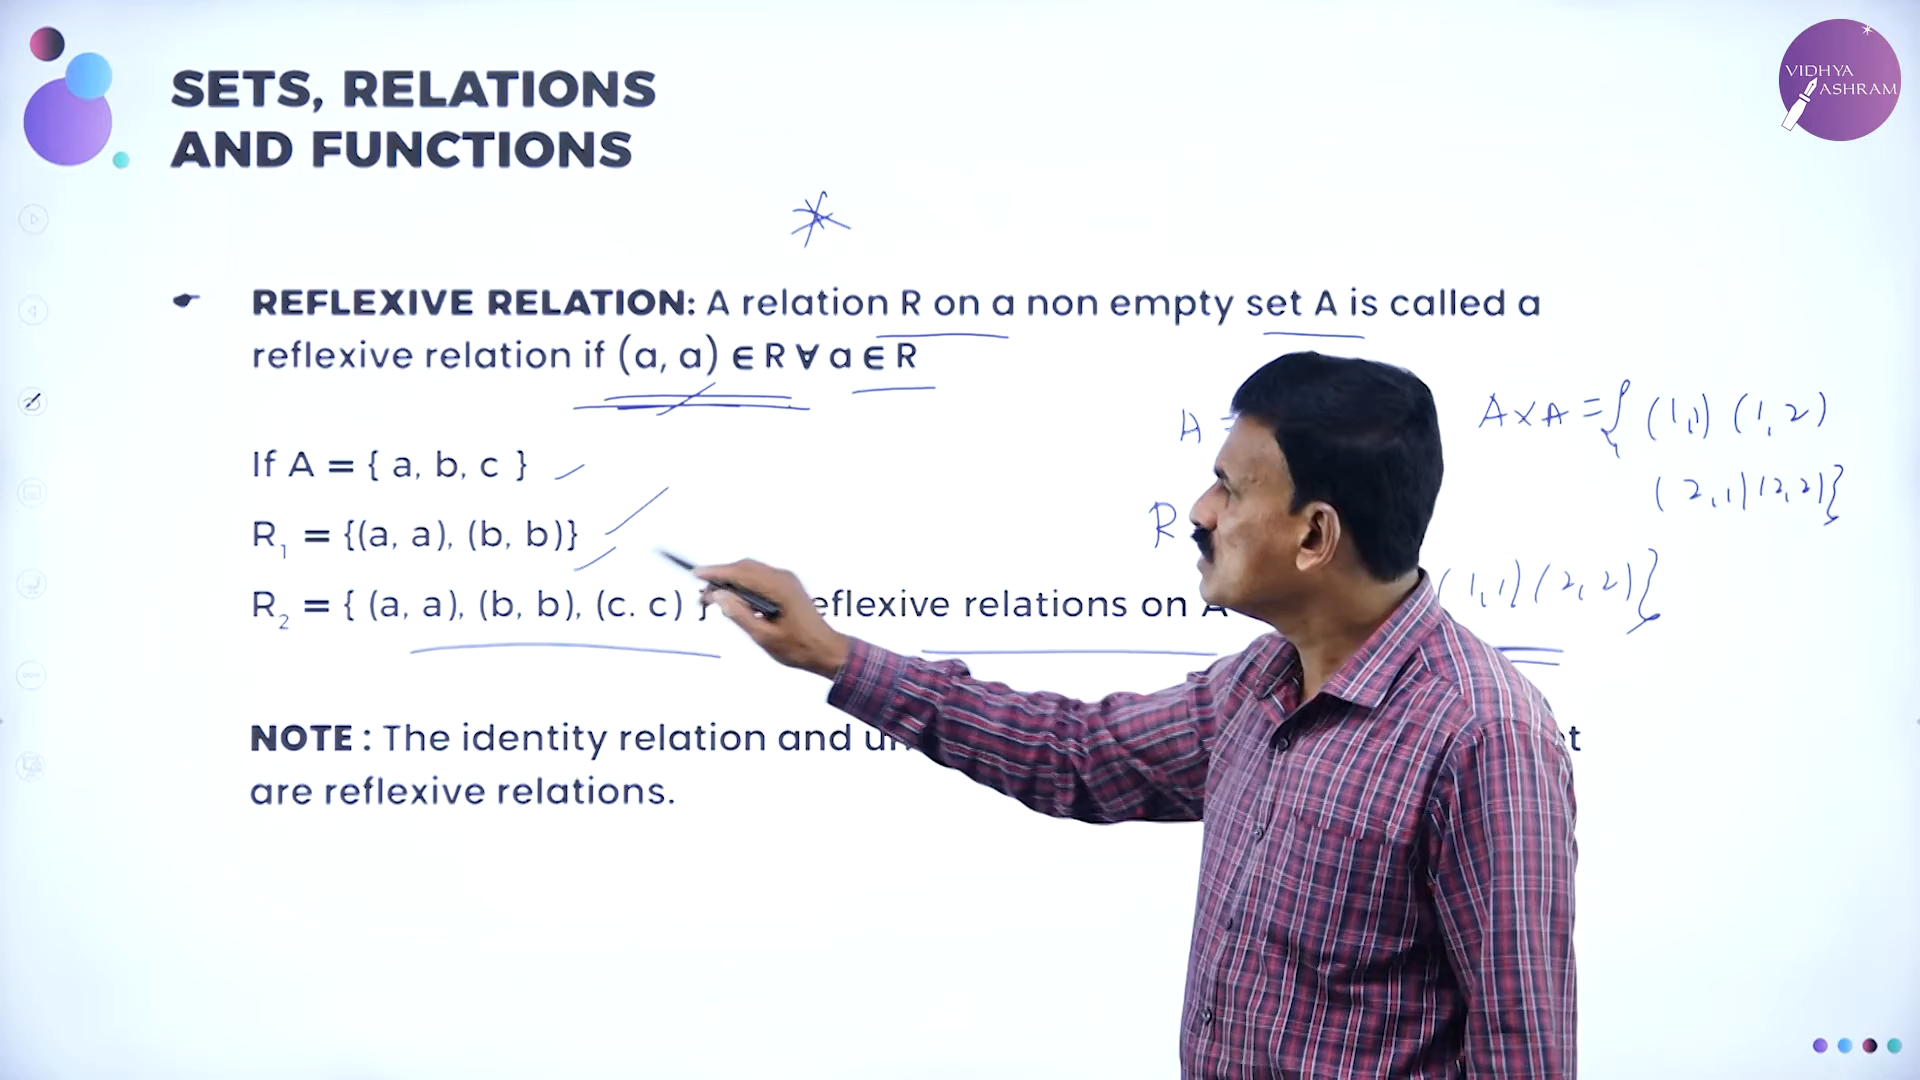 SETS, RELATIONS
AND FUNCTIONS
VIDHYA
ASHRAM
REFLEXIVE RELATION: A relation R on a non empty set A is called a
reflexive relation if (a, a) ∈ R ∀ a ∈ R
A × A = { (1,1) (1,2)
(2,1) (2,2)}
If A = { a, b, c }
R₁ = {(a, a), (b, b)}
R
R₂ = { (a, a), (b, b), (c. c) } eflexive relations on A
(1,1) (2,2)}
NOTE : The identity relation and
are reflexive relations.